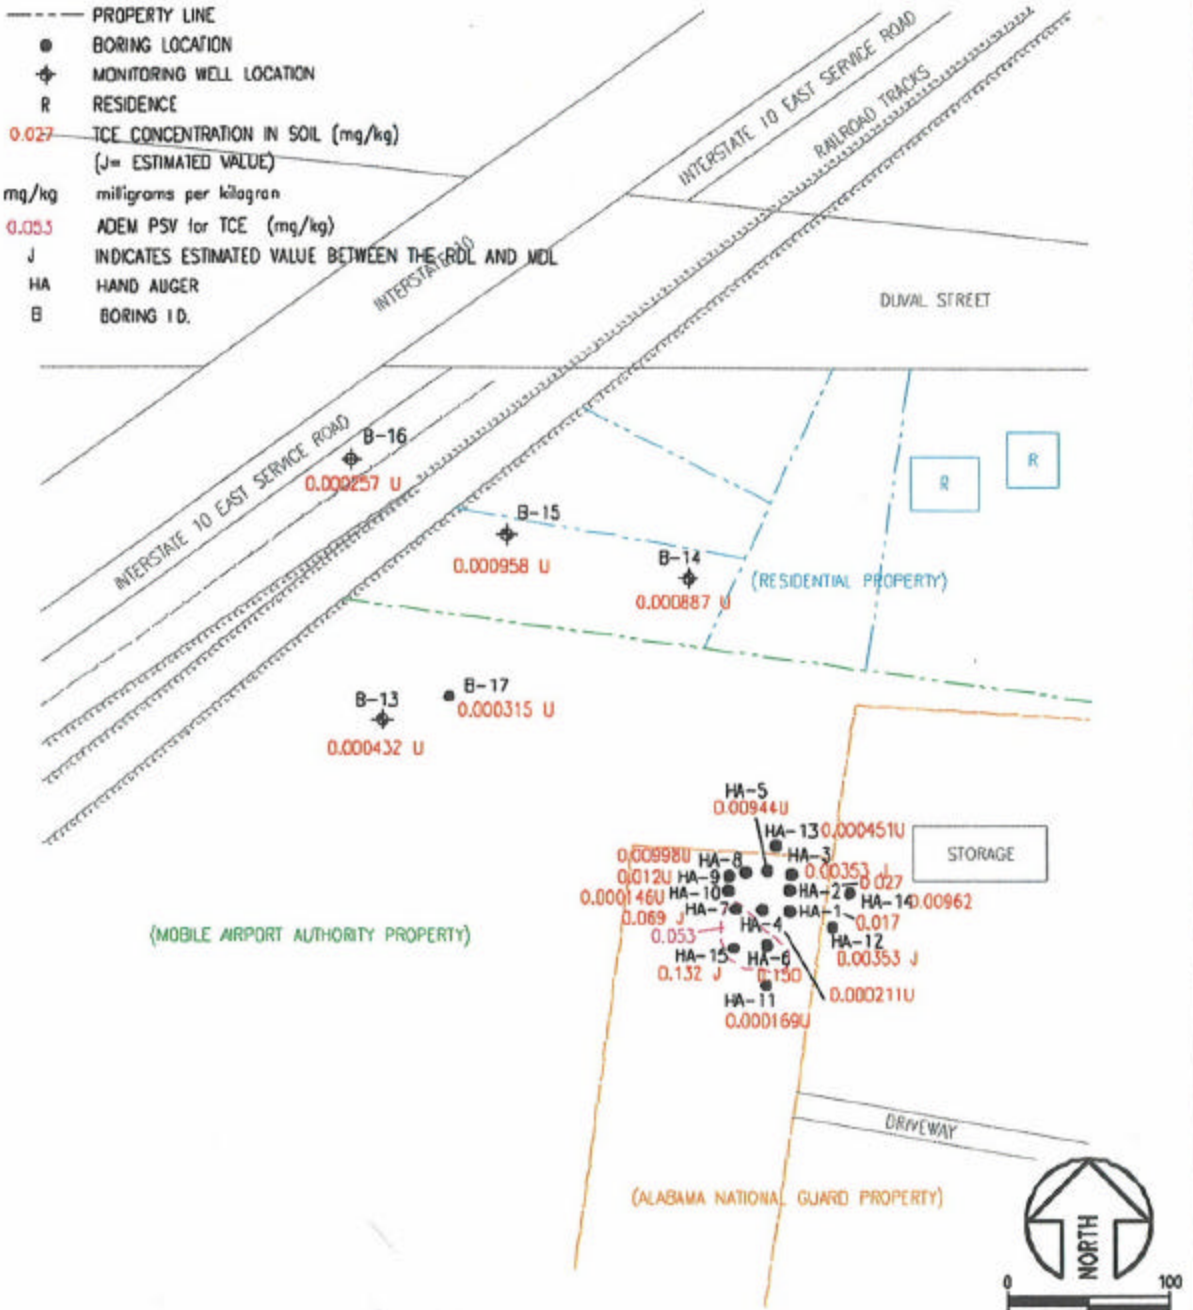 PROPERTY LINE
BORING LOCATION
MONITORING WELL LOCATION
R RESIDENCE
0.027 TCE CONCENTRATION IN SOIL (mg/kg)
(J= ESTIMATED VALUE)
mg/kg milligrams per kilogran
0.053 ADEM PSV for TCE (mg/kg)
J INDICATES ESTIMATED VALUE BETWEEN THE RDL AND MDL
HA HAND AUGER
B BORING I D.
INTERSTATE 10 EAST SERVICE ROAD
RAILROAD TRACKS
INTERSTATE 10
DUVAL STREET
INTERSTATE 10 EAST SERVICE ROAD
B-16
0.000257 U
R
R
B-15
0.000958 U
B-14
0.000887 U
(RESIDENTIAL PROPERTY)
B-17
0.000315 U
B-13
0.000432 U
HA-5
0.00944U
HA-13 0.000451U
STORAGE
0.00998U HA-8 HA-3
0.00353 J
0.012U HA-9
HA-2 0.027
0.000146U HA-10
HA-14 0.00962
HA-7 HA-1
0.069 J
0.017
HA-4
0.053
HA-12
0.00353 J
HA-15 HA-6
0.132 J 0.150
0.000211U
HA-11
0.000169U
(MOBILE AIRPORT AUTHORITY PROPERTY)
DRIVEWAY
(ALABAMA NATIONAL GUARD PROPERTY)
NORTH
0 100